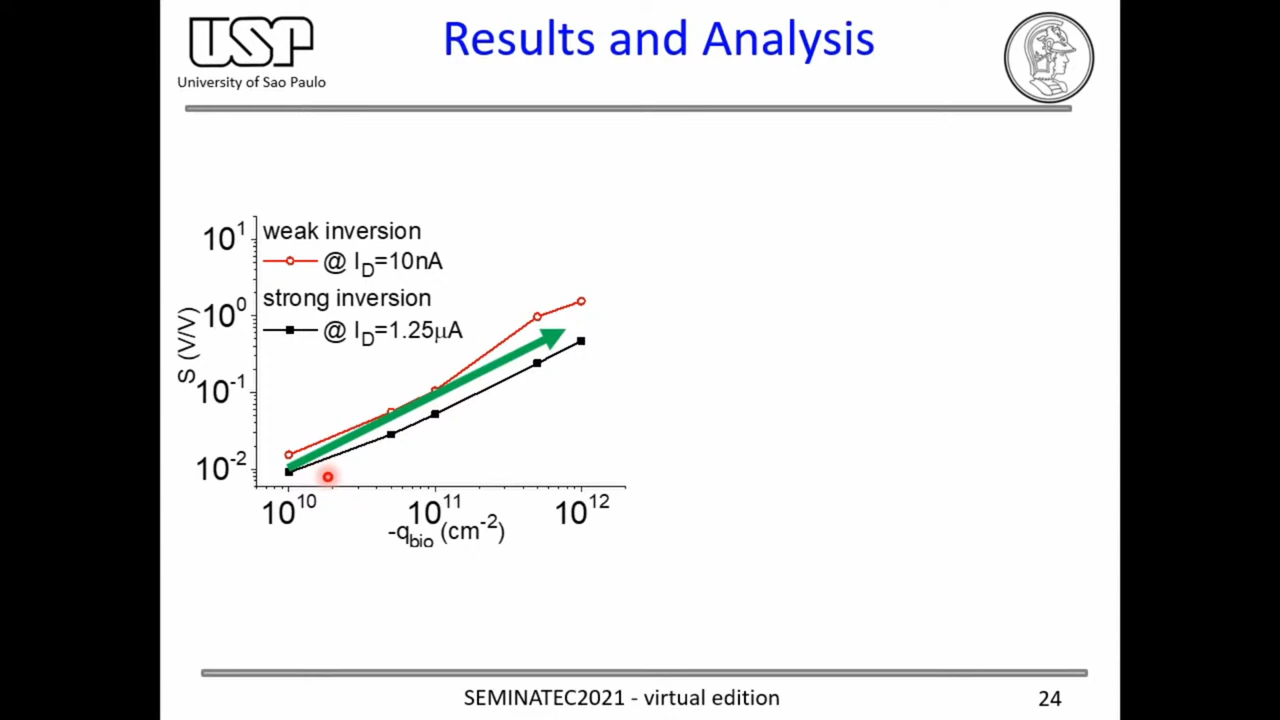 USP
University of Sao Paulo
Results and Analysis
10^1
10^0
10^-1
10^-2
S (V/V)
weak inversion
@ I_D=10nA
strong inversion
@ I_D=1.25μA
10^10
10^11
10^12
-q_bio (cm^-2)
SEMINATEC2021 - virtual edition
24